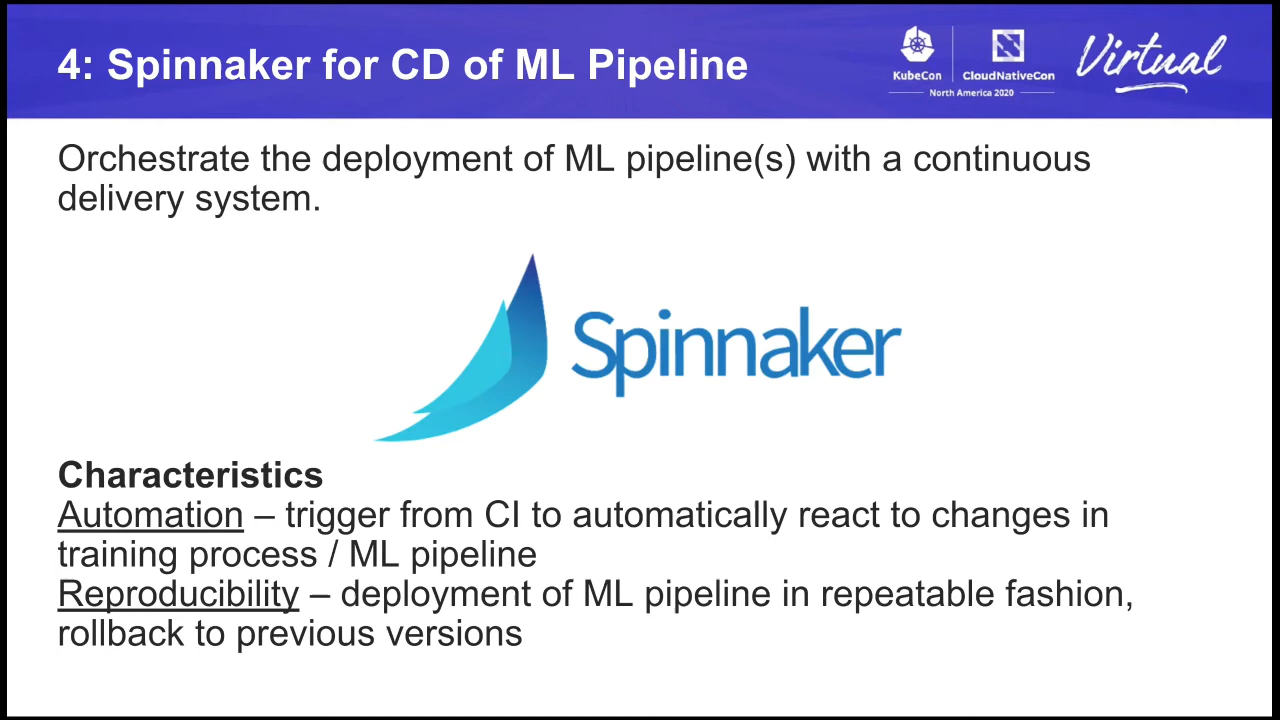 4: Spinnaker for CD of ML Pipeline
KubeCon
CloudNativeCon
North America 2020
Virtual
Orchestrate the deployment of ML pipeline(s) with a continuous
delivery system.
Spinnaker
Characteristics
Automation – trigger from CI to automatically react to changes in
training process / ML pipeline
Reproducibility – deployment of ML pipeline in repeatable fashion,
rollback to previous versions